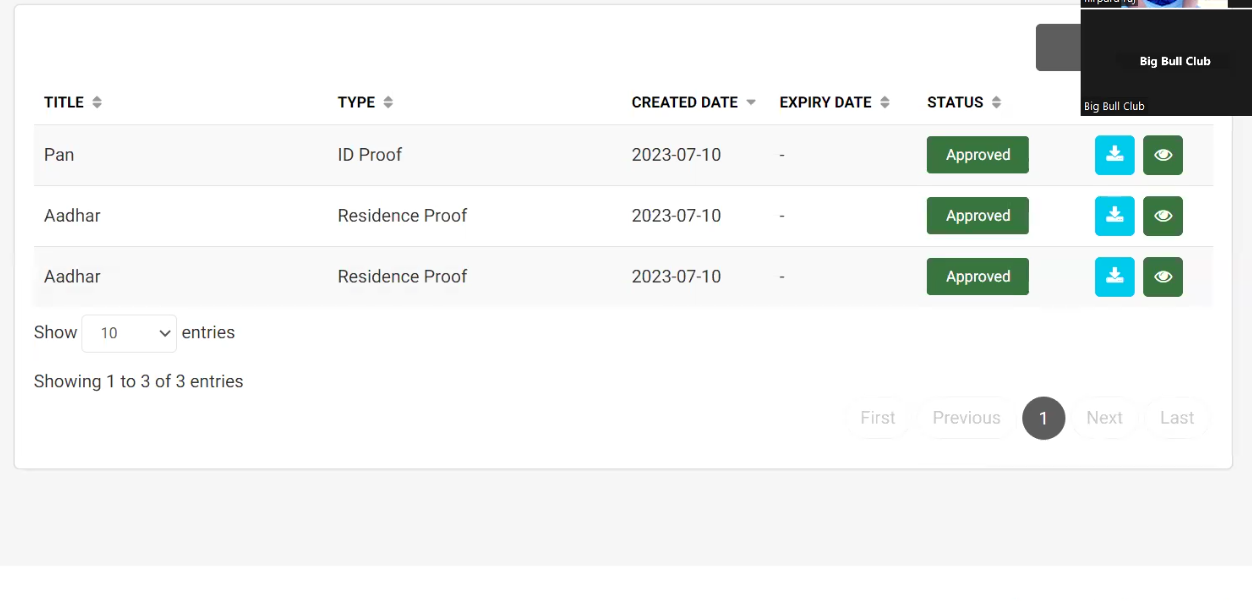 Big Bull Club
Big Bull Club
TITLE TYPE CREATED DATE EXPIRY DATE STATUS
Pan ID Proof 2023-07-10 - Approved
Aadhar Residence Proof 2023-07-10 - Approved
Aadhar Residence Proof 2023-07-10 - Approved
Show 10 entries
Showing 1 to 3 of 3 entries
First Previous 1 Next Last